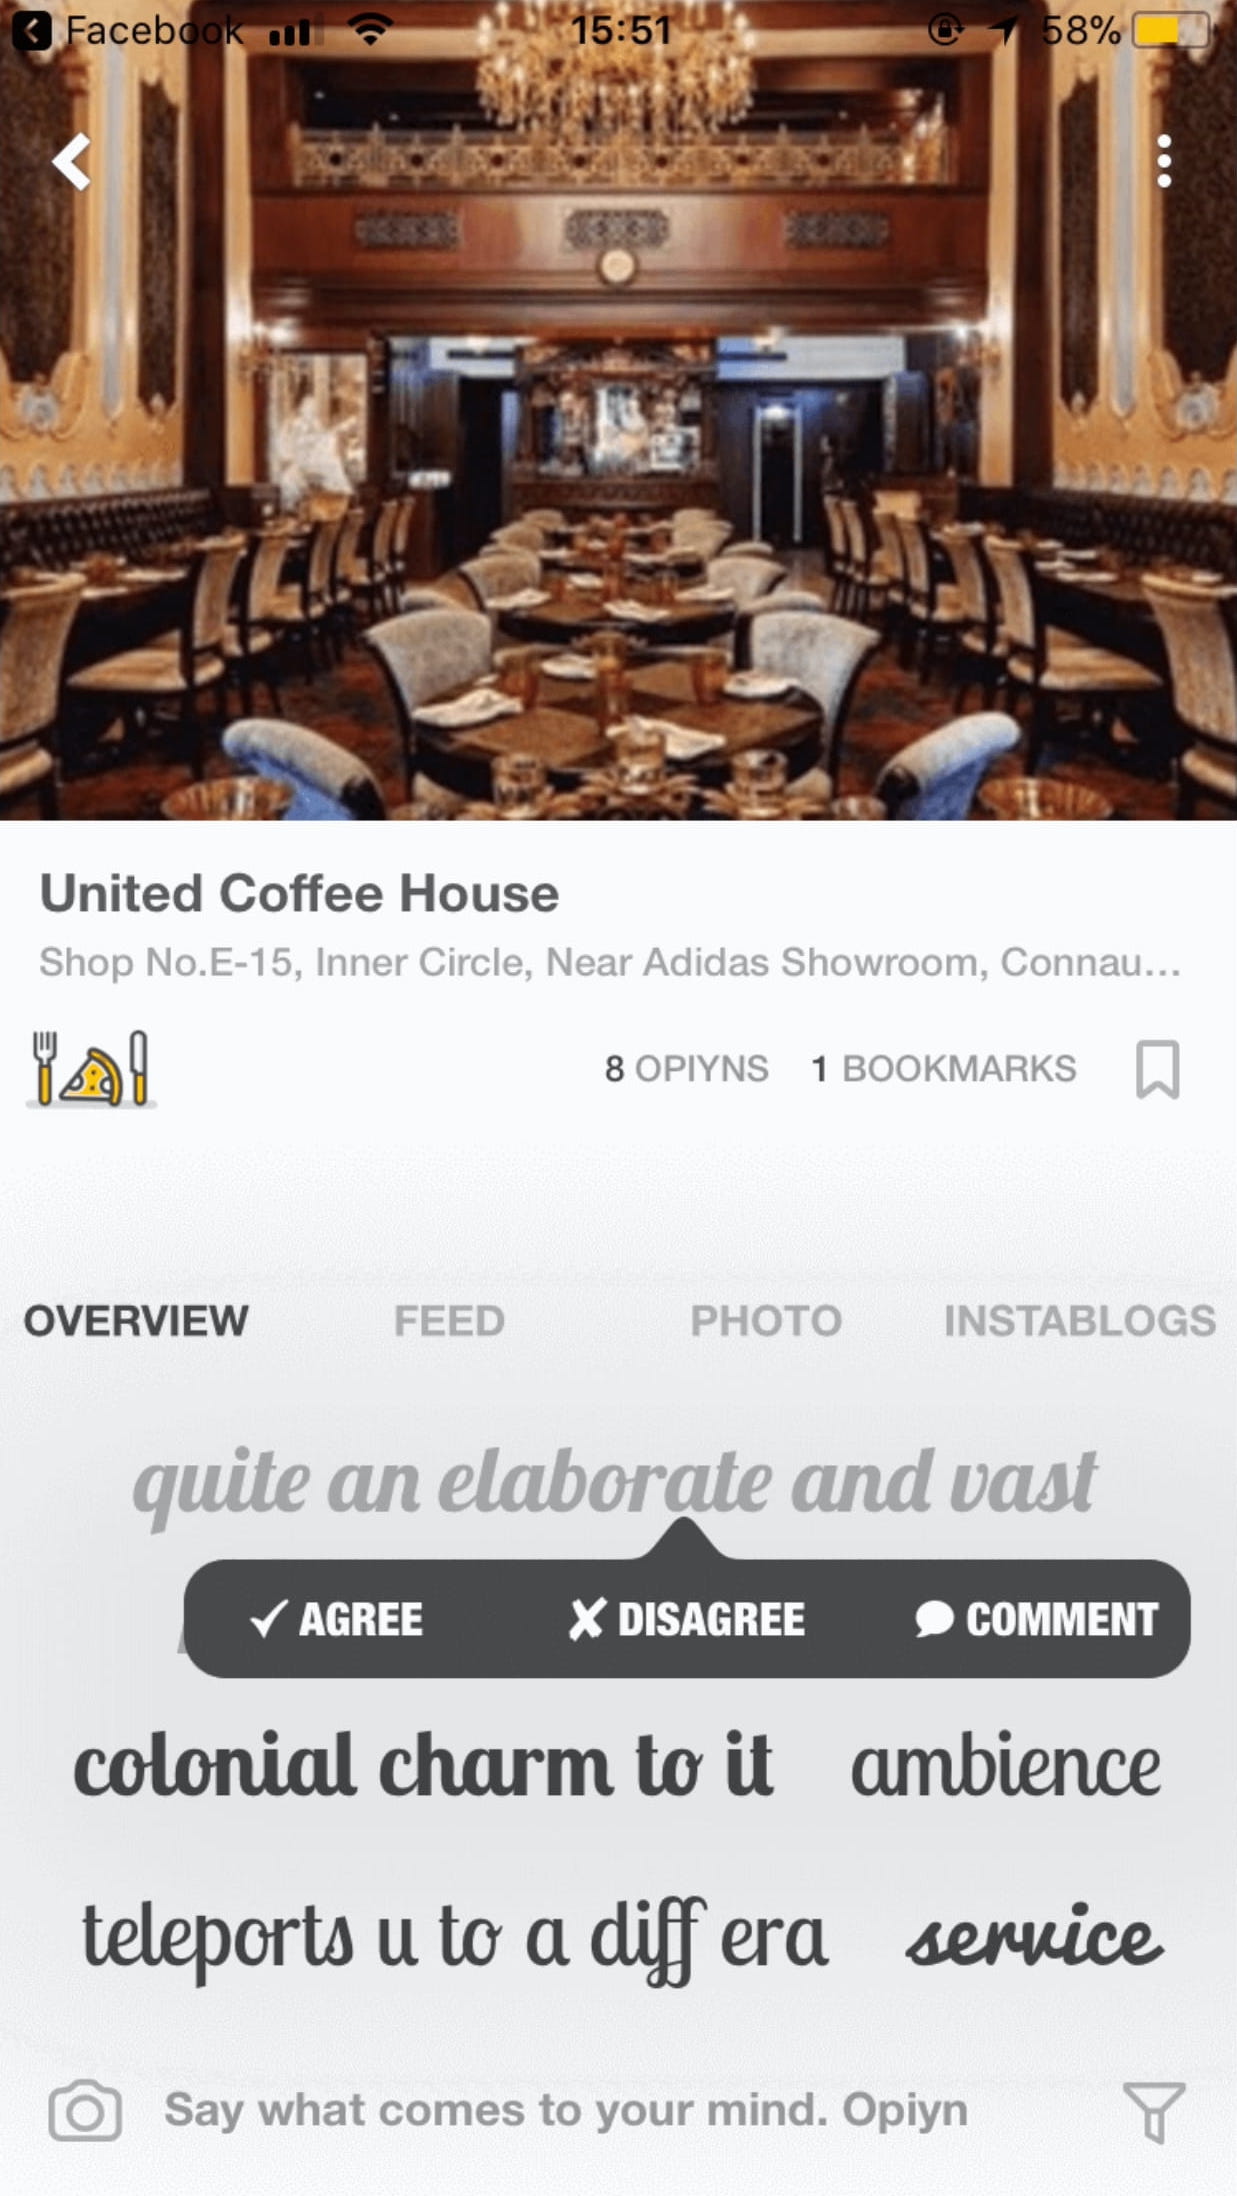 Facebook 15:51 58%
United Coffee House
Shop No.E-15, Inner Circle, Near Adidas Showroom, Connau...
8 OPIYNS 1 BOOKMARKS
OVERVIEW FEED PHOTO INSTABLOGS
quite an elaborate and vast
AGREE DISAGREE COMMENT
colonial charm to it ambience
teleports u to a diff era service
Say what comes to your mind. Opiyn